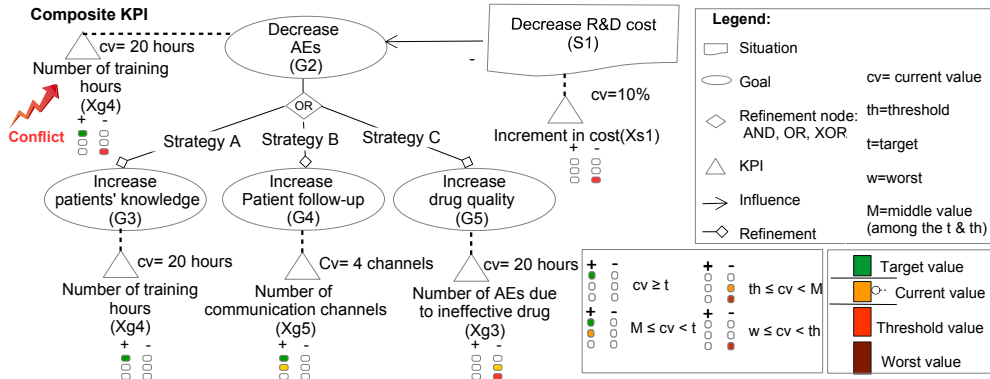 Composite KPI
cv= 20 hours
Number of training
hours
(Xg4)
+ -
Conflict
Decrease
AEs
(G2)
-
Decrease R&D cost
(S1)
cv=10%
Increment in cost(Xs1)
+ -
OR
Strategy A
Strategy B
Strategy C
Increase
patients' knowledge
(G3)
Increase
Patient follow-up
(G4)
Increase
drug quality
(G5)
cv= 20 hours
Number of training
hours
(Xg4)
+ -
Cv= 4 channels
Number of
communication channels
(Xg5)
+ -
cv= 20 hours
Number of AEs due
to ineffective drug
(Xg3)
+ -
Legend:
Situation
Goal
Refinement node:
AND, OR, XOR
KPI
Influence
Refinement
cv= current value
th=threshold
t=target
w=worst
M=middle value
(among the t & th)
+ -
cv ≥ t
+ -
th ≤ cv < M
+ -
M ≤ cv < t
+ -
w ≤ cv < th
Target value
Current value
Threshold value
Worst value